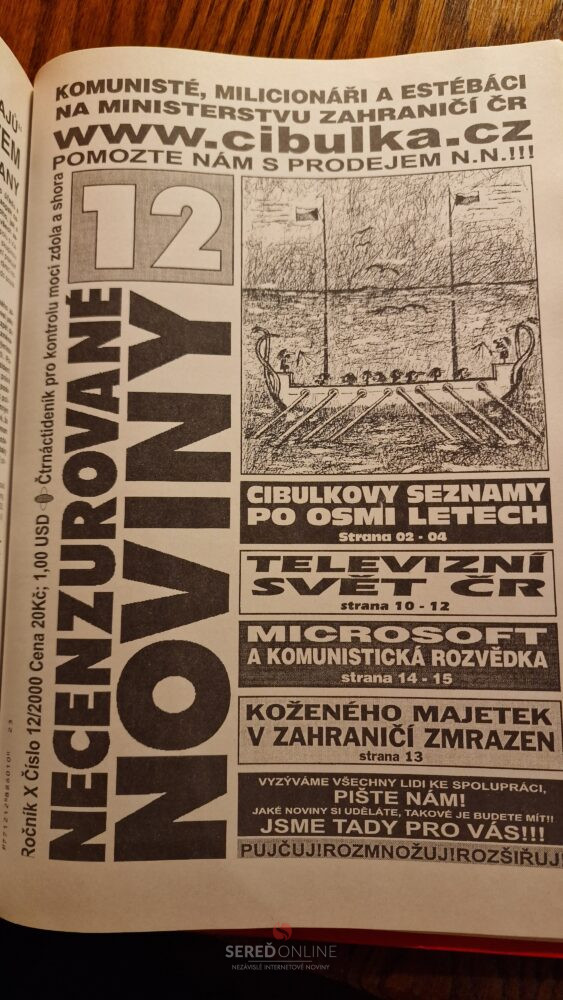 KOMUNISTÉ, MILICIONÁŘI A ESTÉBÁCI
NA MINISTERSTVU ZAHRANIČÍ ČR
www.cibulka.cz
POMOZTE NÁM S PRODEJEM N.N.!!!
Ročník X Číslo 12/2000 Cena 20Kč; 1,00 USD Čtrnáctideník pro kontrolu moci zdola a shora
12
NECENZUROVANÉ
NOVINY
CIBULKOVY SEZNAMY
PO OSMI LETECH
Strana 02 - 04
TELEVIZNÍ
SVĚT ČR
strana 10 - 12
MICROSOFT
A KOMUNISTICKÁ ROZVĚDKA
strana 14 - 15
KOŽENÉHO MAJETEK
V ZAHRANIČÍ ZMRAZEN
strana 13
VYZÝVÁME VŠECHNY LIDI KE SPOLUPRÁCI,
PIŠTE NÁM!
JAKÉ NOVINY SI UDĚLÁTE, TAKOVÉ JE BUDETE MÍT!!
JSME TADY PRO VÁS!!!
PUJČUJ!ROZMNOŽUJ!ROZŠIŘUJ!
SEREĎONLINE
NEZÁVISLÉ INTERNETOVÉ NOVINY